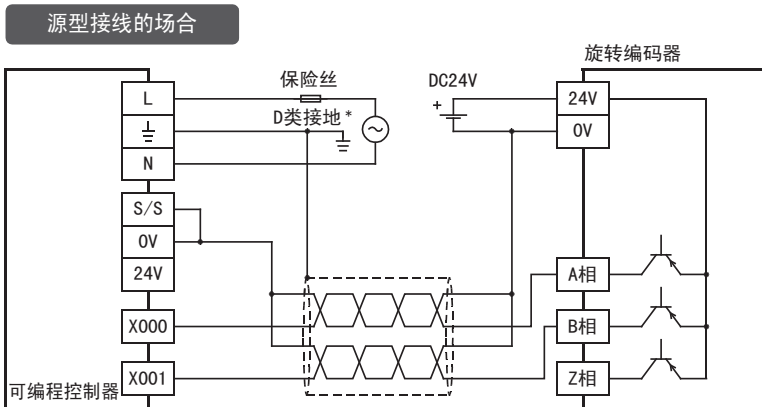 源型接线的场合
旋转编码器
保险丝
DC24V
L
24V
+
D类接地*
0V
N
S/S
0V
24V
A相
X000
B相
X001
Z相
可编程控制器